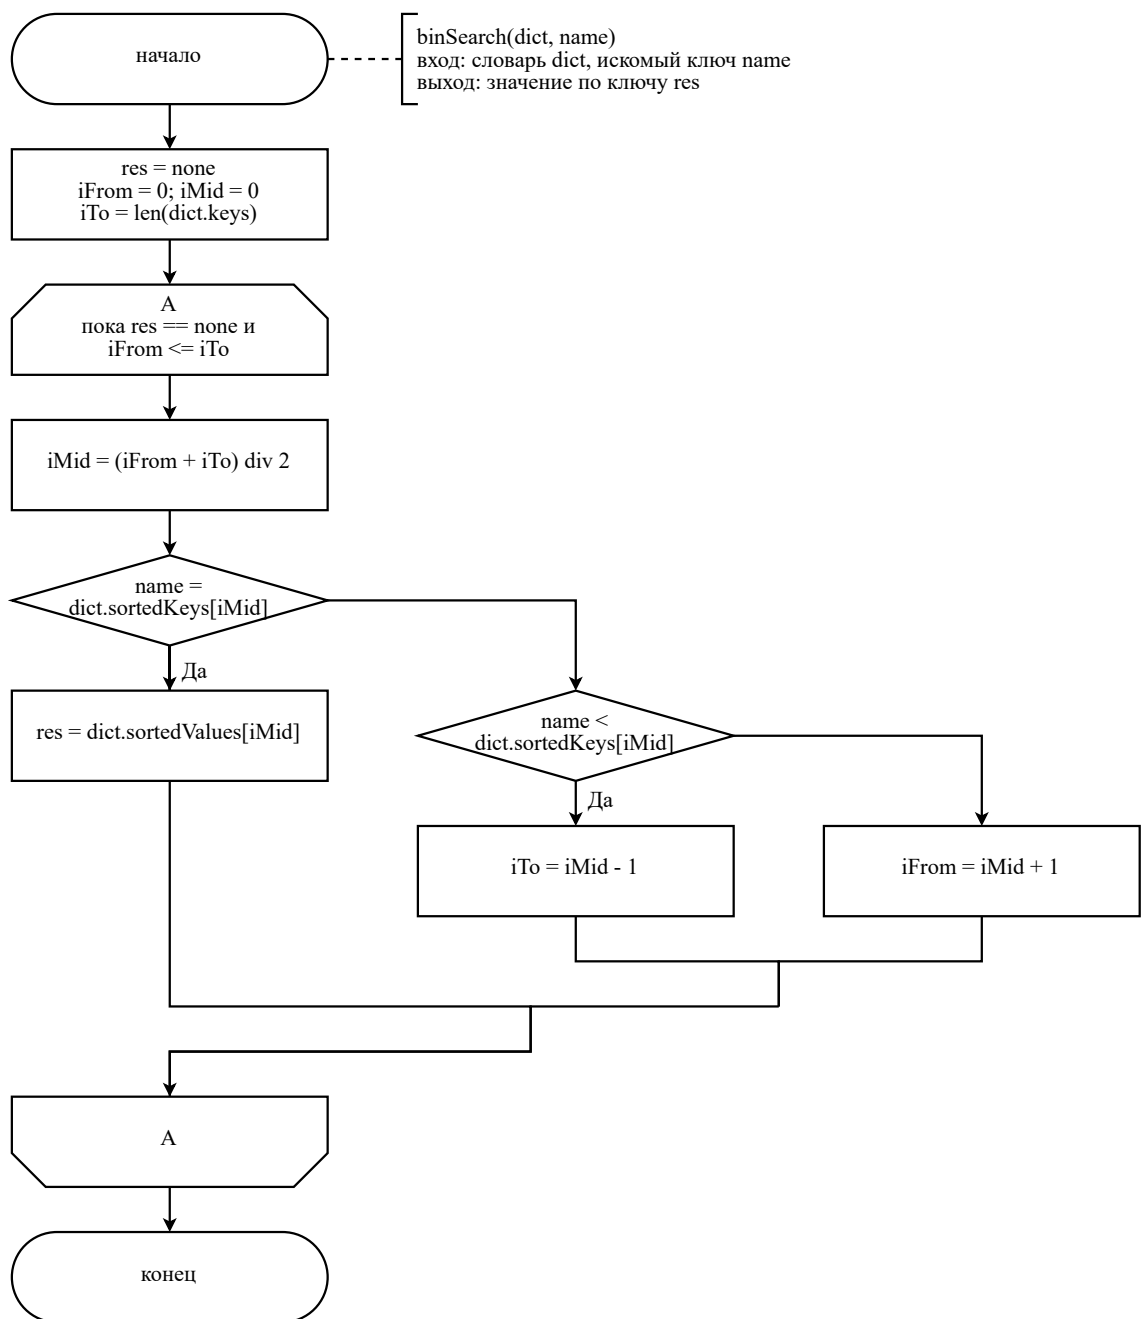 начало
binSearch(dict, name)
вход: словарь dict, искомый ключ name
выход: значение по ключу res
res = none
iFrom = 0; iMid = 0
iTo = len(dict.keys)
A
пока res == none и
iFrom <= iTo
iMid = (iFrom + iTo) div 2
name =
dict.sortedKeys[iMid]
Да
res = dict.sortedValues[iMid]
name <
dict.sortedKeys[iMid]
Да
iTo = iMid - 1
iFrom = iMid + 1
A
конец